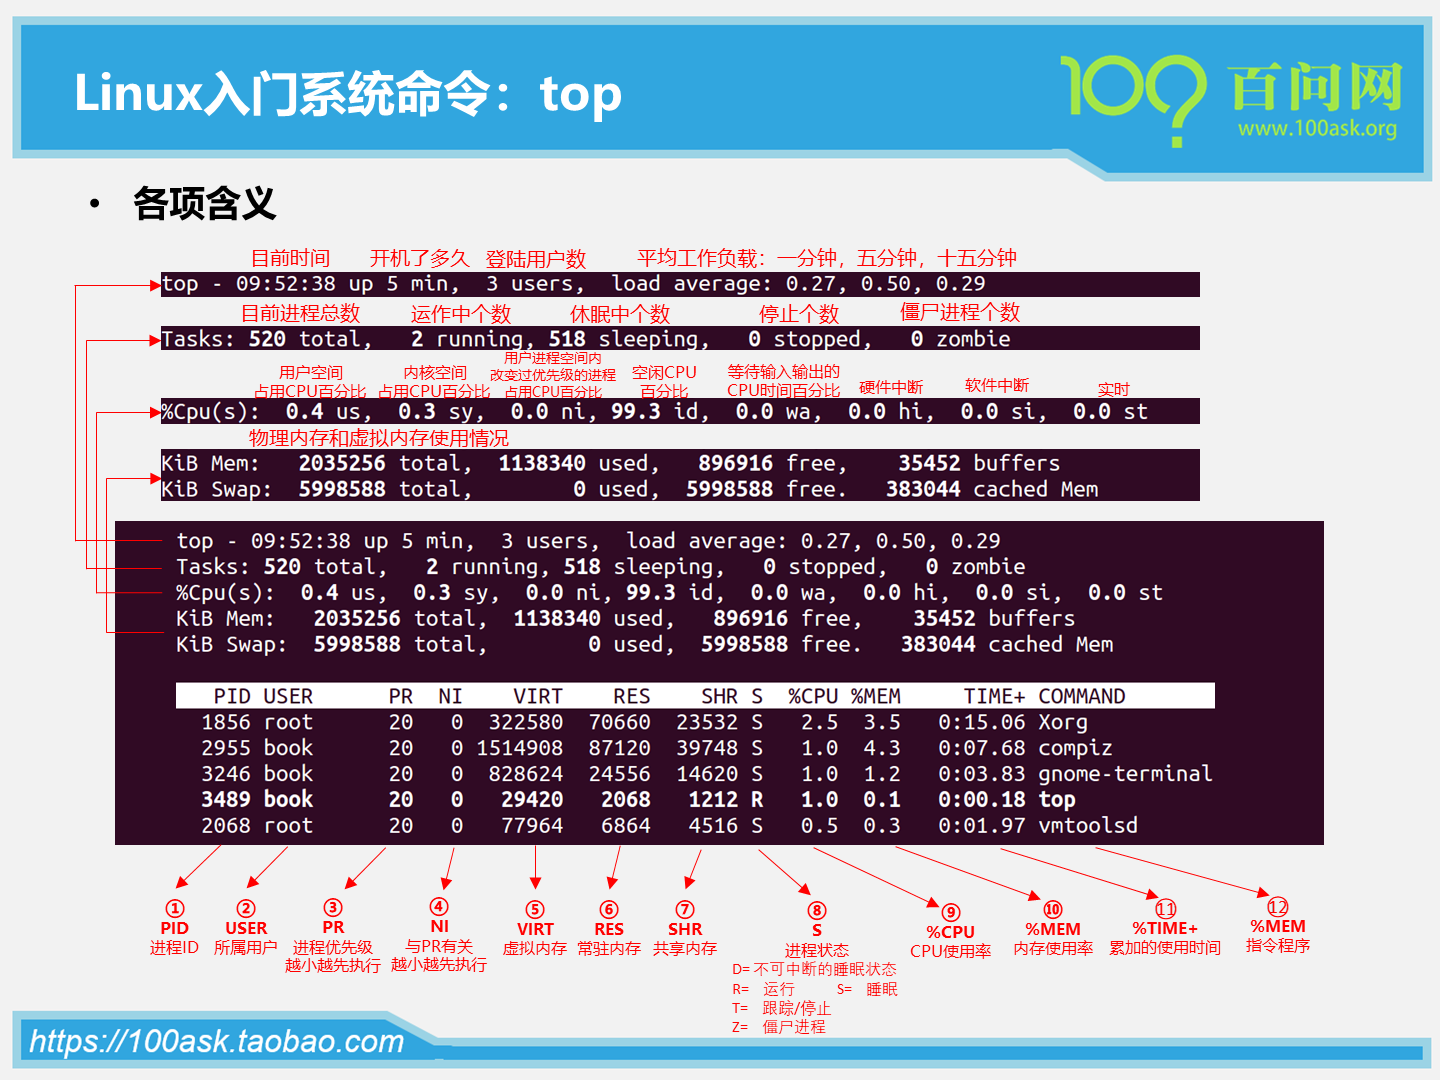 Linux入门系统命令：top
100?
百问网
www.100ask.org
• 各项含义
目前时间 开机了多久 登陆用户数 平均工作负载：一分钟，五分钟，十五分钟
top - 09:52:38 up 5 min, 3 users, load average: 0.27, 0.50, 0.29
目前进程总数 运作中个数 休眠中个数 停止个数 僵尸进程个数
Tasks: 520 total, 2 running, 518 sleeping, 0 stopped, 0 zombie
用户空间
占用CPU百分比
内核空间
占用CPU百分比
用户进程空间内
改变过优先级的进程
占用CPU百分比
空闲CPU
百分比
等待输入输出的
CPU时间百分比
硬件中断
软件中断
实时
%Cpu(s): 0.4 us, 0.3 sy, 0.0 ni, 99.3 id, 0.0 wa, 0.0 hi, 0.0 si, 0.0 st
物理内存和虚拟内存使用情况
KiB Mem: 2035256 total, 1138340 used, 896916 free, 35452 buffers
KiB Swap: 5998588 total, 0 used, 5998588 free. 383044 cached Mem
top - 09:52:38 up 5 min, 3 users, load average: 0.27, 0.50, 0.29
Tasks: 520 total, 2 running, 518 sleeping, 0 stopped, 0 zombie
%Cpu(s): 0.4 us, 0.3 sy, 0.0 ni, 99.3 id, 0.0 wa, 0.0 hi, 0.0 si, 0.0 st
KiB Mem: 2035256 total, 1138340 used, 896916 free, 35452 buffers
KiB Swap: 5998588 total, 0 used, 5998588 free. 383044 cached Mem
PID USER PR NI VIRT RES SHR S %CPU %MEM TIME+ COMMAND
1856 root 20 0 322580 70660 23532 S 2.5 3.5 0:15.06 Xorg
2955 book 20 0 1514908 87120 39748 S 1.0 4.3 0:07.68 compiz
3246 book 20 0 828624 24556 14620 S 1.0 1.2 0:03.83 gnome-terminal
3489 book 20 0 29420 2068 1212 R 1.0 0.1 0:00.18 top
2068 root 20 0 77964 6864 4516 S 0.5 0.3 0:01.97 vmtoolsd
①
PID
进程ID
②
USER
所属用户
③
PR
进程优先级
越小越先执行
④
NI
与PR有关
越小越先执行
⑤
VIRT
虚拟内存
⑥
RES
常驻内存
⑦
SHR
共享内存
⑧
S
进程状态
D= 不可中断的睡眠状态
R= 运行 S= 睡眠
T= 跟踪/停止
Z= 僵尸进程
⑨
%CPU
CPU使用率
⑩
%MEM
内存使用率
⑪
%TIME+
累加的使用时间
⑫
%MEM
指令程序
https://100ask.taobao.com